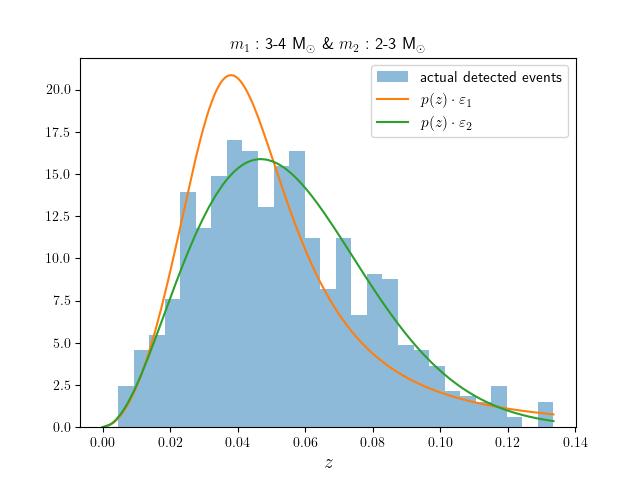 m₁ : 3-4 M⊙ & m₂ : 2-3 M⊙
20.0
17.5
15.0
12.5
10.0
7.5
5.0
2.5
0.0
actual detected events
p(z) · ε₁
p(z) · ε₂
0.00 0.02 0.04 0.06 0.08 0.10 0.12 0.14
z